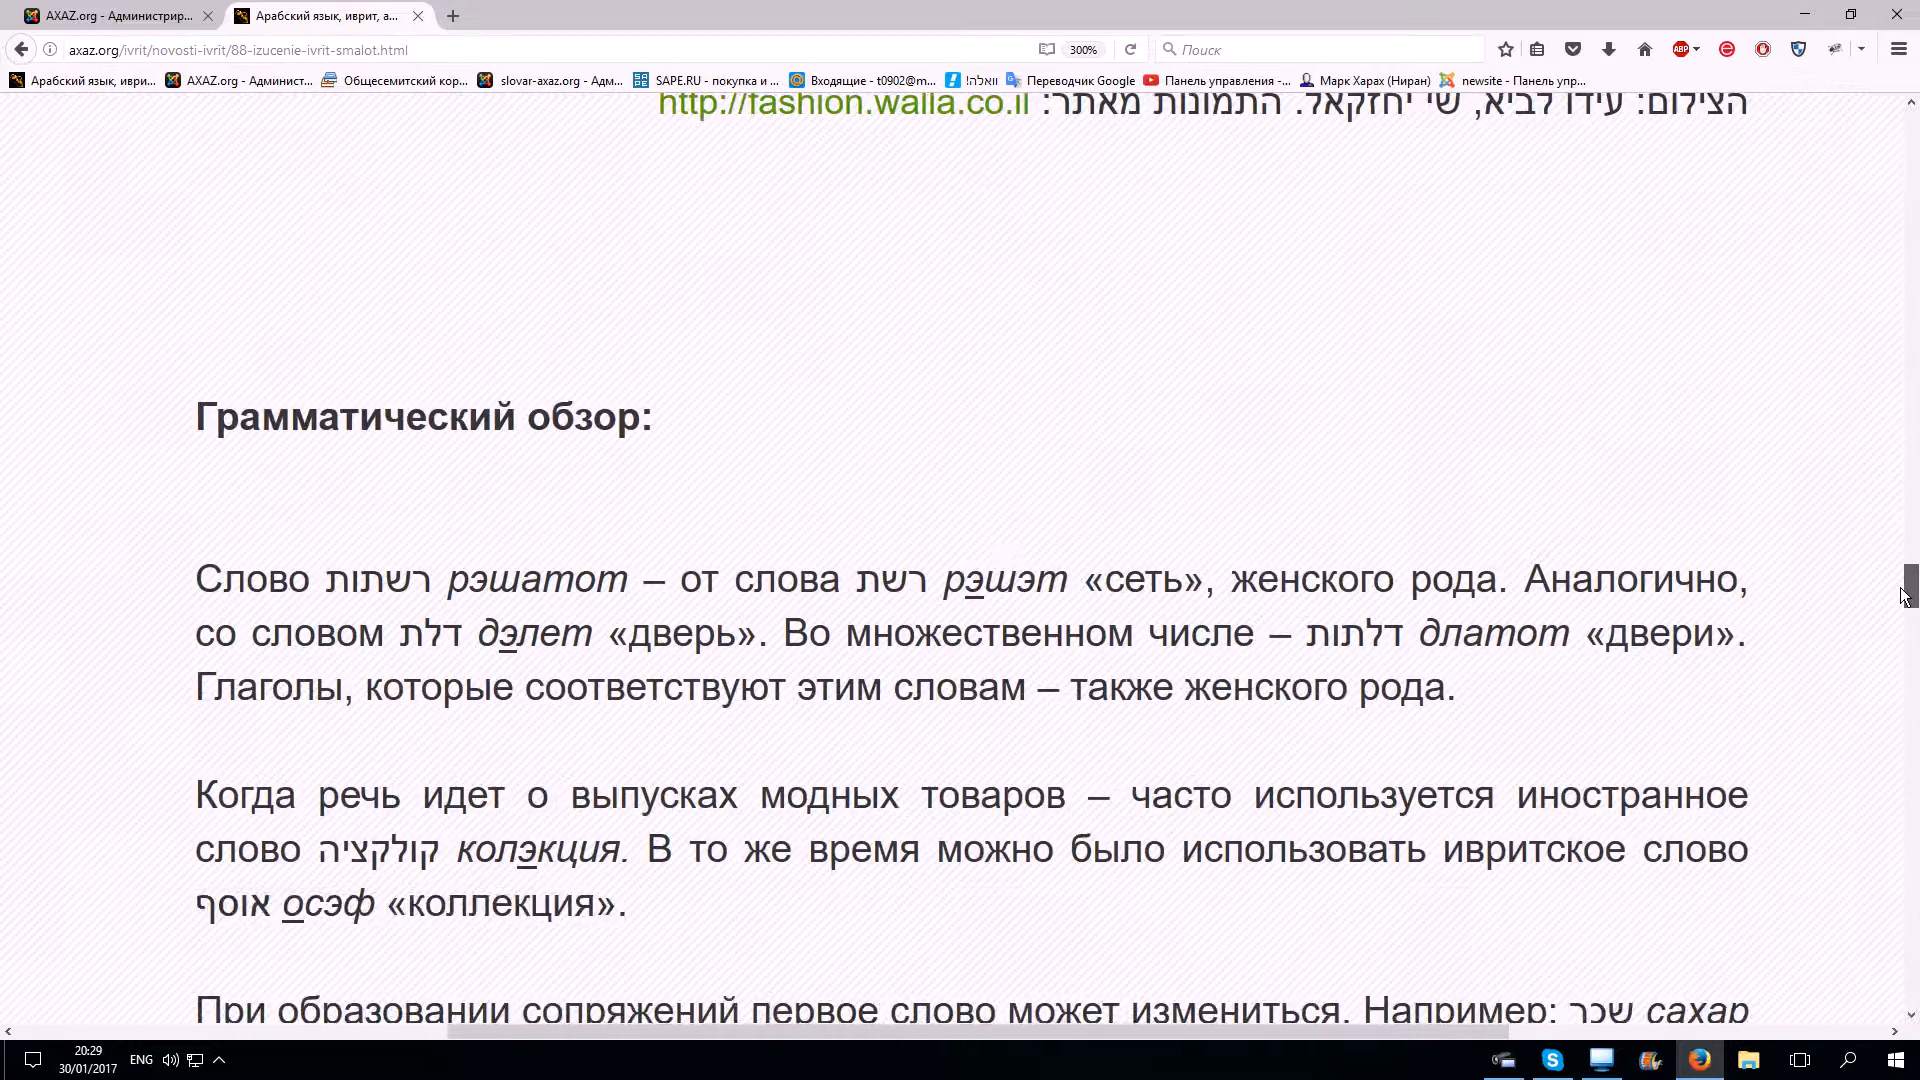 AXAZ.org - Администрир...
Арабский язык, иврит, а...
axaz.org/ivrit/novosti-ivrit/88-izucenie-ivrit-smalot.html
300%
Поиск
ABP
Арабский язык, иври...
AXAZ.org - Админист...
Общесемитский кор...
slovar-axaz.org - Адм...
SAPE.RU - покупка и ...
Входящие - t0902@m...
וואלה!
Переводчик Google
Панель управления -...
Марк Харах (Ниран)
newsite - Панель упр...
הצילום: עידו לביא, שי יחזקאל. התמונות מאתר: http://fashion.walla.co.il
Грамматический обзор:
Слово רשתות рэшатот – от слова רשת рэшэт «сеть», женского рода. Аналогично,
со словом דלת дэлет «дверь». Во множественном числе – דלתות длатот «двери».
Глаголы, которые соответствуют этим словам – также женского рода.
Когда речь идет о выпусках модных товаров – часто используется иностранное
слово קולקציה колэкция. В то же время можно было использовать ивритское слово
אוסף осэф «коллекция».
При образовании сопряжений первое слово может измениться. Например: שכר сахар
20:29
30/01/2017
ENG